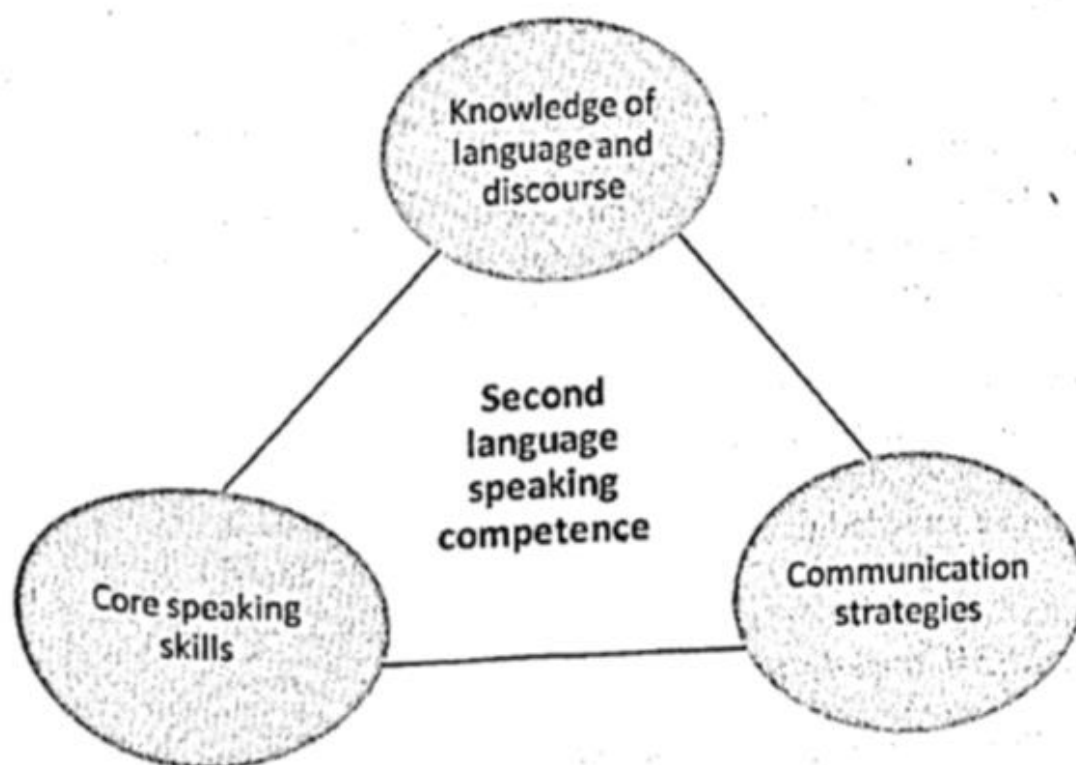 Knowledge of
language and
discourse
Second
language
speaking
competence
Core speaking
skills
Communication
strategies